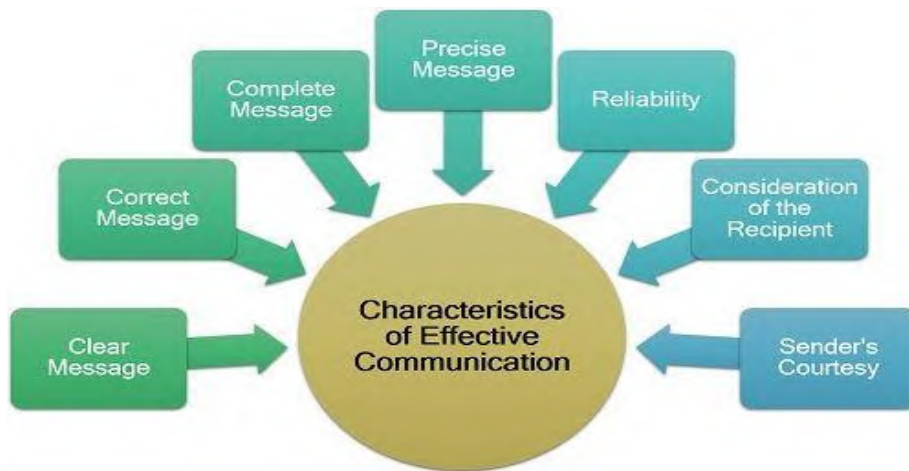 Clear
Message
Correct
Message
Complete
Message
Precise
Message
Reliability
Consideration
of the
Recipient
Sender's
Courtesy
Characteristics
of Effective
Communication